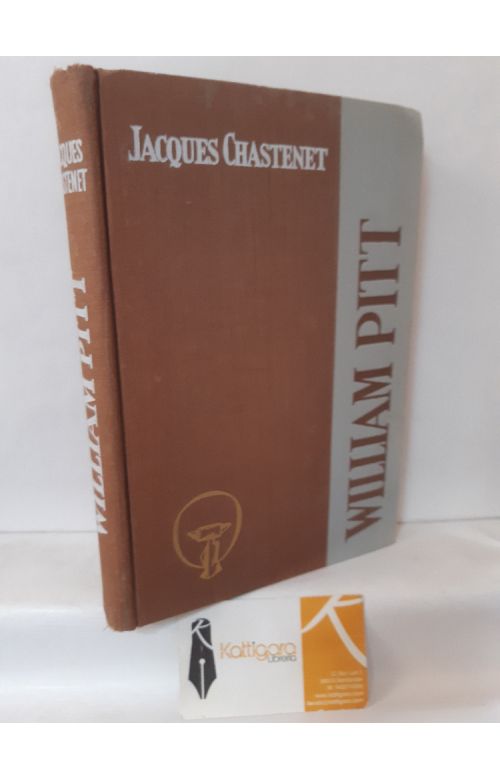 JACQUES
CHASTENET
WILLIAM PITT
JACQUES CHASTENET
WILLIAM PITT
Kattigara
Librería